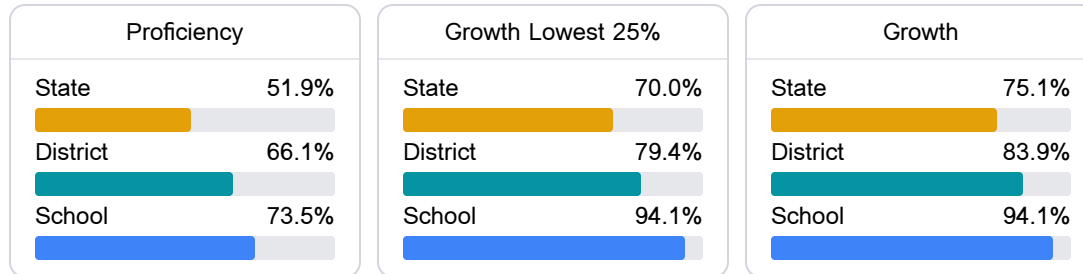 Proficiency
State 51.9%
District 66.1%
School 73.5%
Growth Lowest 25%
State 70.0%
District 79.4%
School 94.1%
Growth
State 75.1%
District 83.9%
School 94.1%